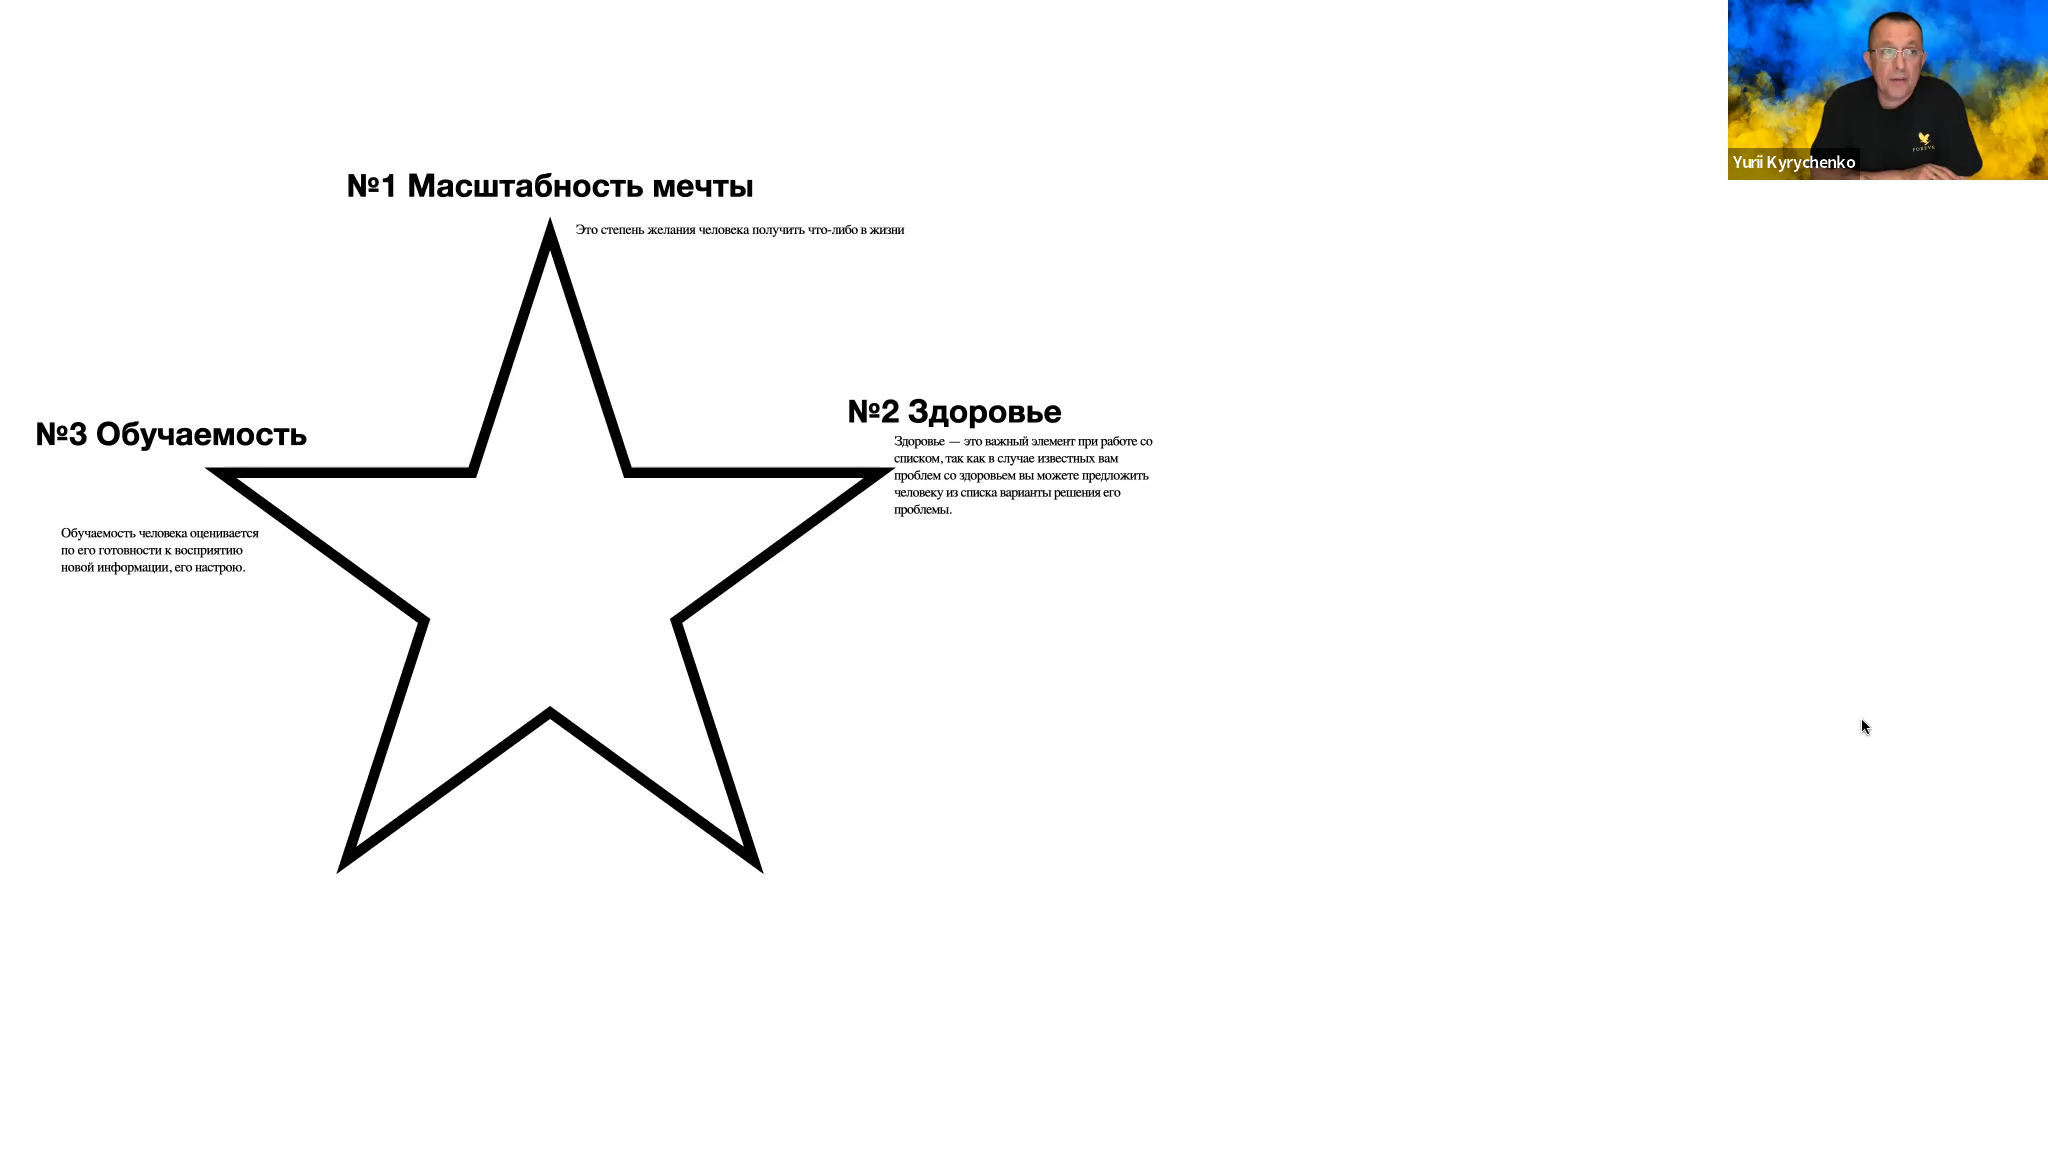 №1 Масштабность мечты
Это степень желания человека получить что-либо в жизни
№2 Здоровье
Здоровье — это важный элемент при работе со
списком, так как в случае известных вам
проблем со здоровьем вы можете предложить
человеку из списка варианты решения его
проблемы.
№3 Обучаемость
Обучаемость человека оценивается
по его готовности к восприятию
новой информации, его настрою.
Yurii Kyrychenko
FOREVER